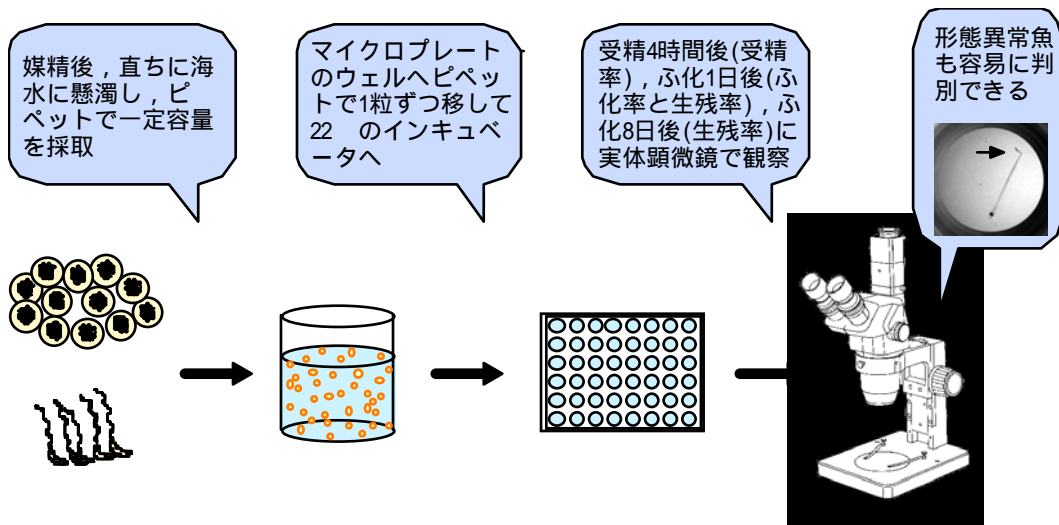 媒精後，直ちに海
水に懸濁し，ピ
ペットで一定容量
を採取
マイクロプレート
のウェルへピペッ
トで1粒ずつ移して
22　のインキュベ
ータへ
受精4時間後(受精
率)，ふ化1日後(ふ
化率と生残率)，ふ
化8日後(生残率)に
実体顕微鏡で観察
形態異常魚
も容易に判
別できる